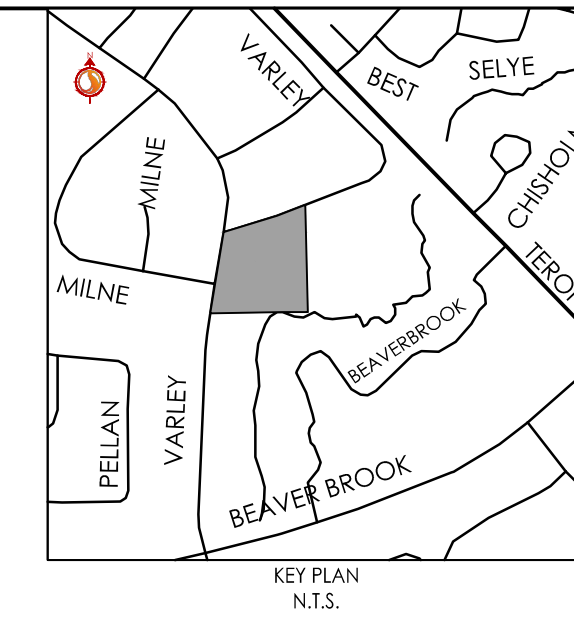 N
VARLEY
BEST
SELYE
MILNE
CHISHOLM
TERON
MILNE
BEAVERBROOK
PELLAN
VARLEY
BEAVER BROOK
KEY PLAN
N.T.S.